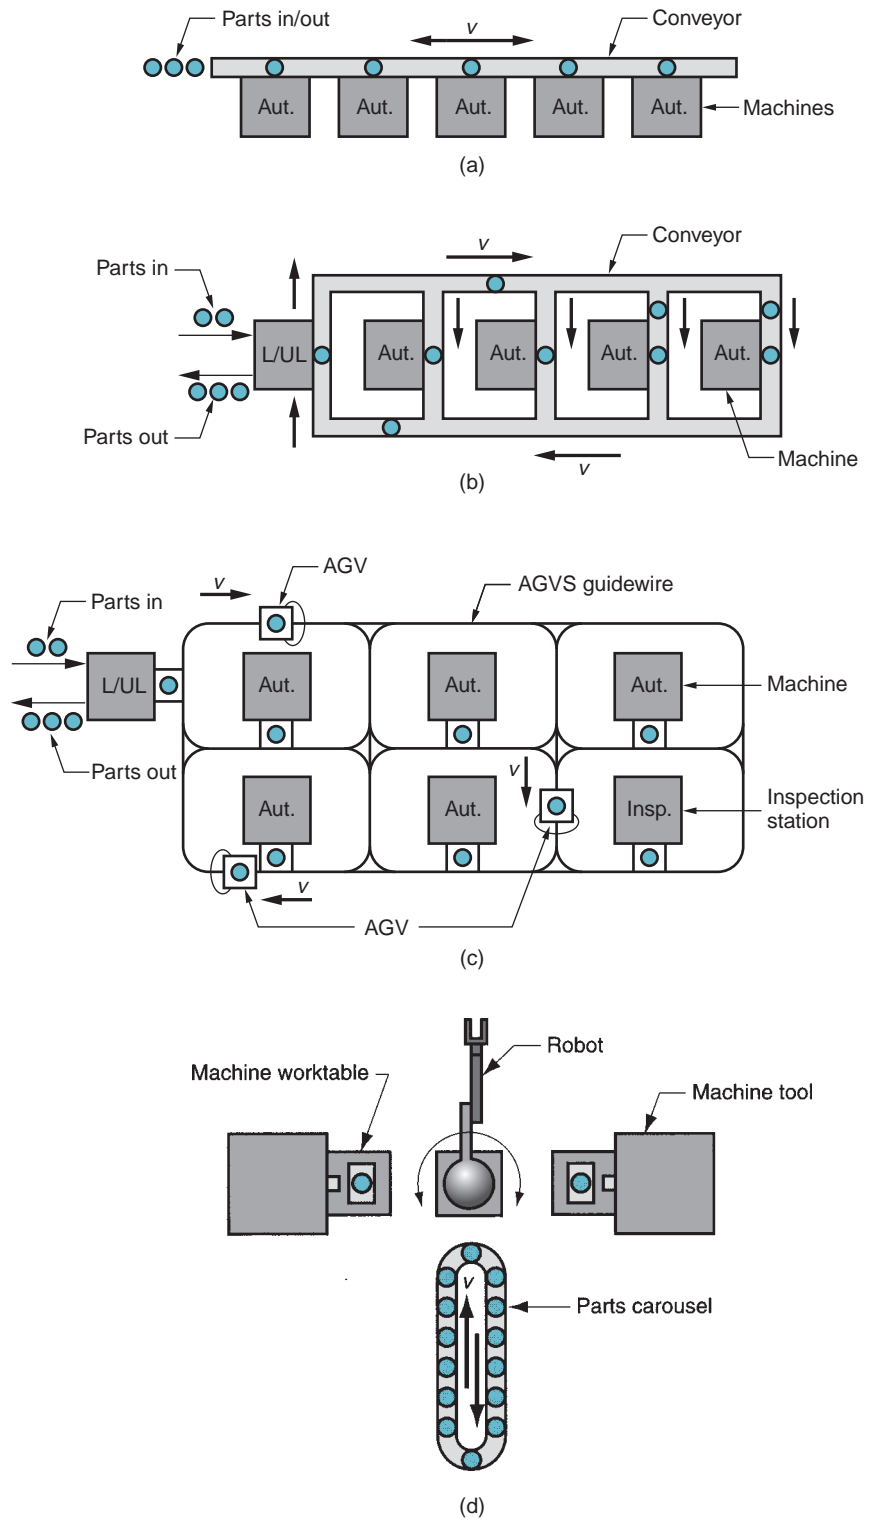 Parts in/out
v
Conveyor
Aut.
Aut.
Aut.
Aut.
Aut.
Machines
(a)
v
Conveyor
Parts in
L/UL
Aut.
Aut.
Aut.
Aut.
Parts out
v
Machine
(b)
v
AGV
AGVS guidewire
Parts in
L/UL
Aut.
Aut.
Aut.
Machine
Parts out
v
Aut.
Aut.
Insp.
Inspection
station
v
AGV
(c)
Robot
Machine worktable
Machine tool
v
Parts carousel
(d)